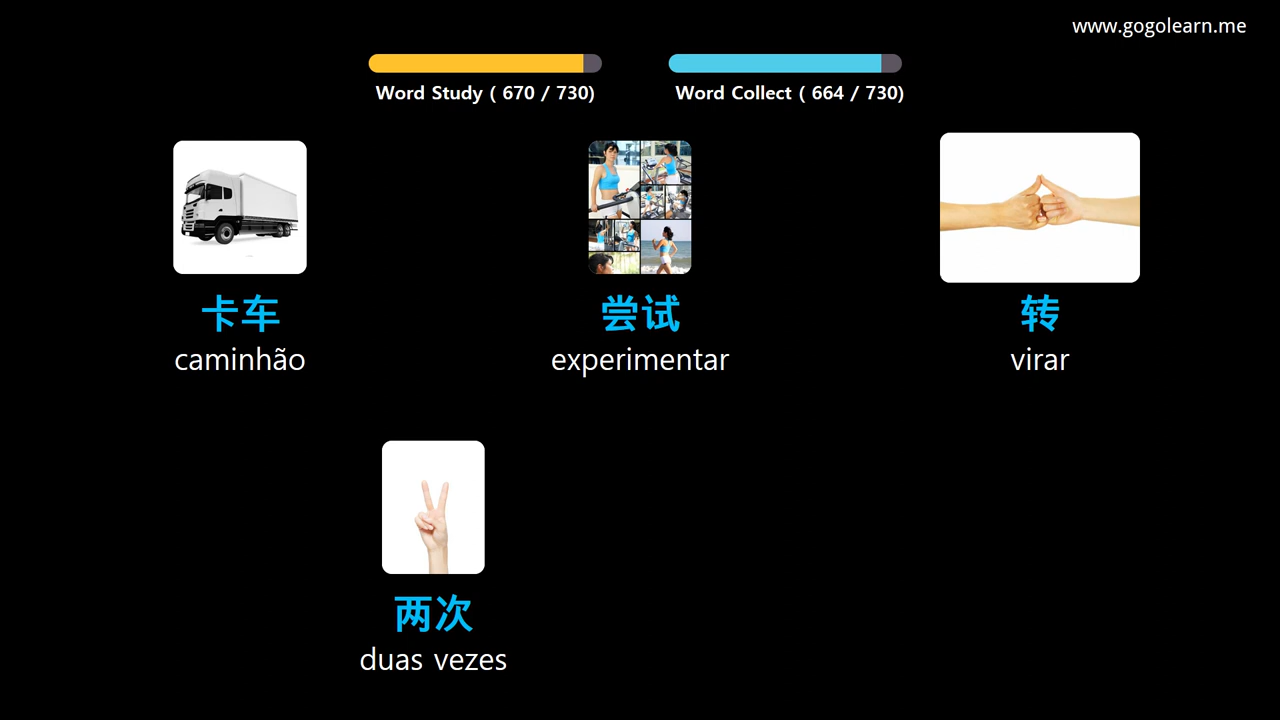 www.gogolearn.me
Word Study ( 670 / 730)
Word Collect ( 664 / 730)
卡车
caminhão
尝试
experimentar
转
virar
两次
duas vezes